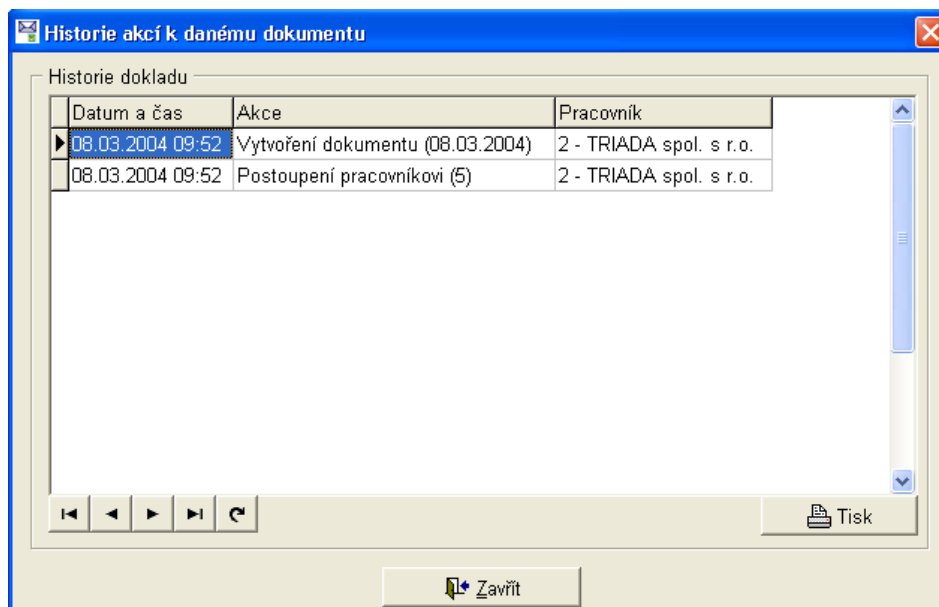 Historie akcí k danému dokumentu
Historie dokladu
Datum a čas Akce Pracovník
08.03.2004 09:52 Vytvoření dokumentu (08.03.2004) 2 - TRIADA spol. s r.o.
08.03.2004 09:52 Postoupení pracovníkovi (5) 2 - TRIADA spol. s r.o.
Tisk
Zavřít